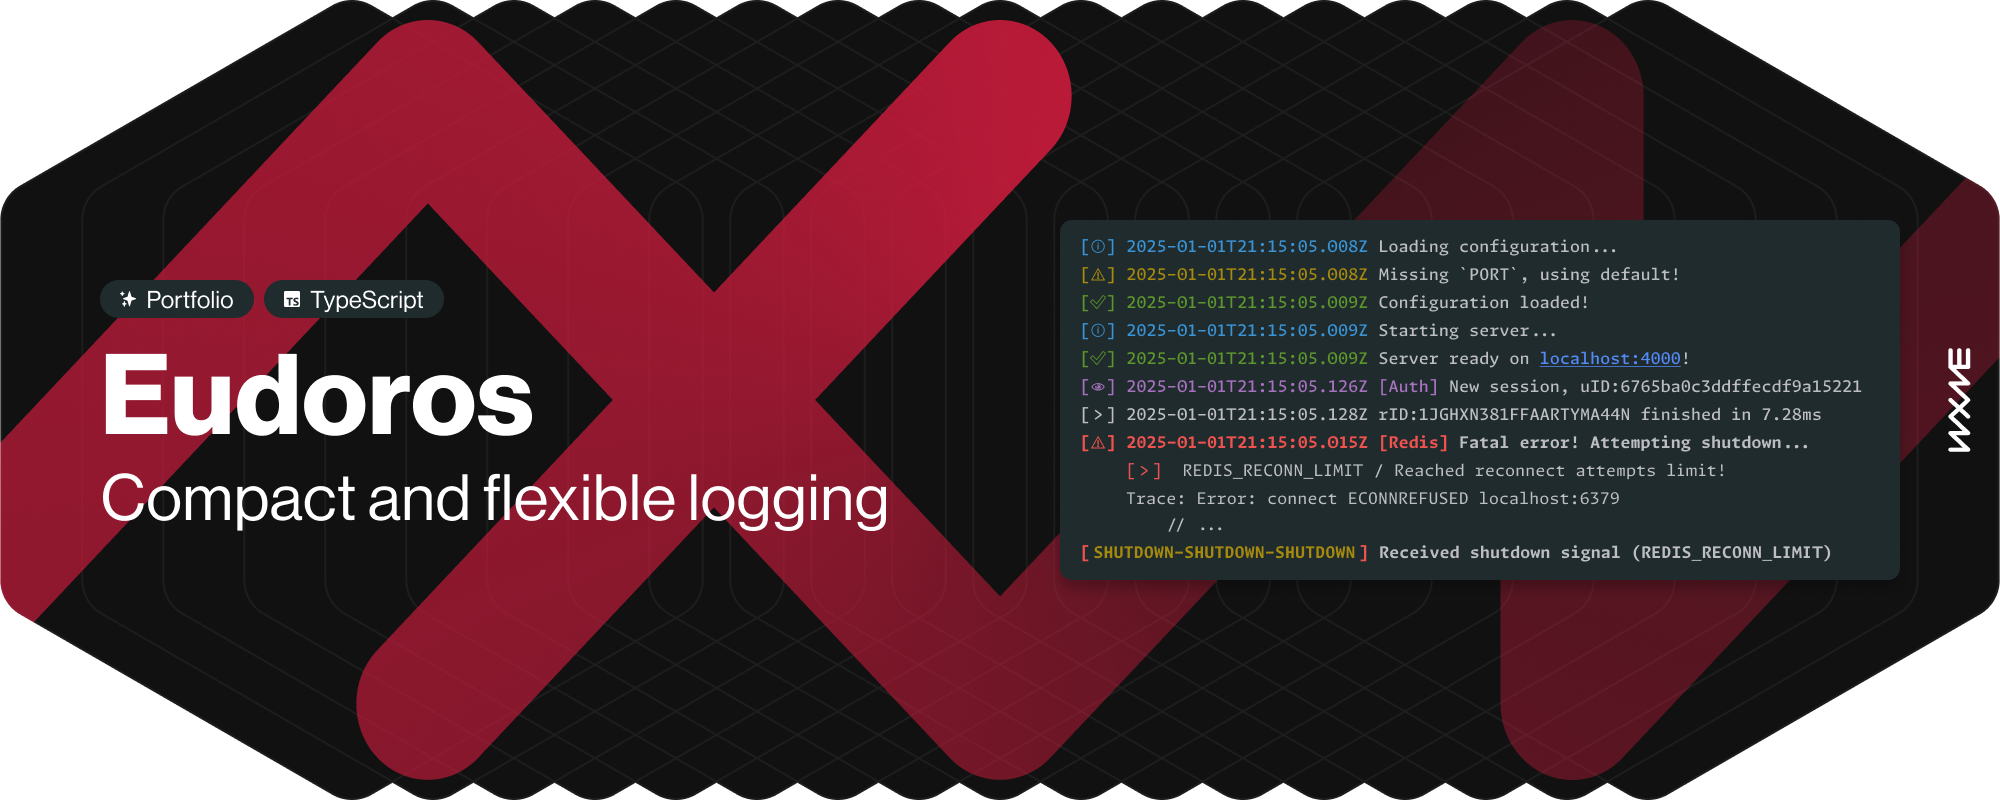 Portfolio
TypeScript
Eudoros
Compact and flexible logging
[ⓘ] 2025-01-01T21:15:05.008Z Loading configuration...
[⚠] 2025-01-01T21:15:05.008Z Missing `PORT`, using default!
[✓] 2025-01-01T21:15:05.009Z Configuration loaded!
[ⓘ] 2025-01-01T21:15:05.009Z Starting server...
[✓] 2025-01-01T21:15:05.009Z Server ready on localhost:4000!
[👁] 2025-01-01T21:15:05.126Z [Auth] New session, uID:6765ba0c3ddffecdf9a15221
[>] 2025-01-01T21:15:05.128Z rID:1JGHXN381FFAARTYMA44N finished in 7.28ms
[⚠] 2025-01-01T21:15:05.015Z [Redis] Fatal error! Attempting shutdown...
[>] REDIS_RECONN_LIMIT / Reached reconnect attempts limit!
Trace: Error: connect ECONNREFUSED localhost:6379
// ...
[SHUTDOWN-SHUTDOWN-SHUTDOWN] Received shutdown signal (REDIS_RECONN_LIMIT)